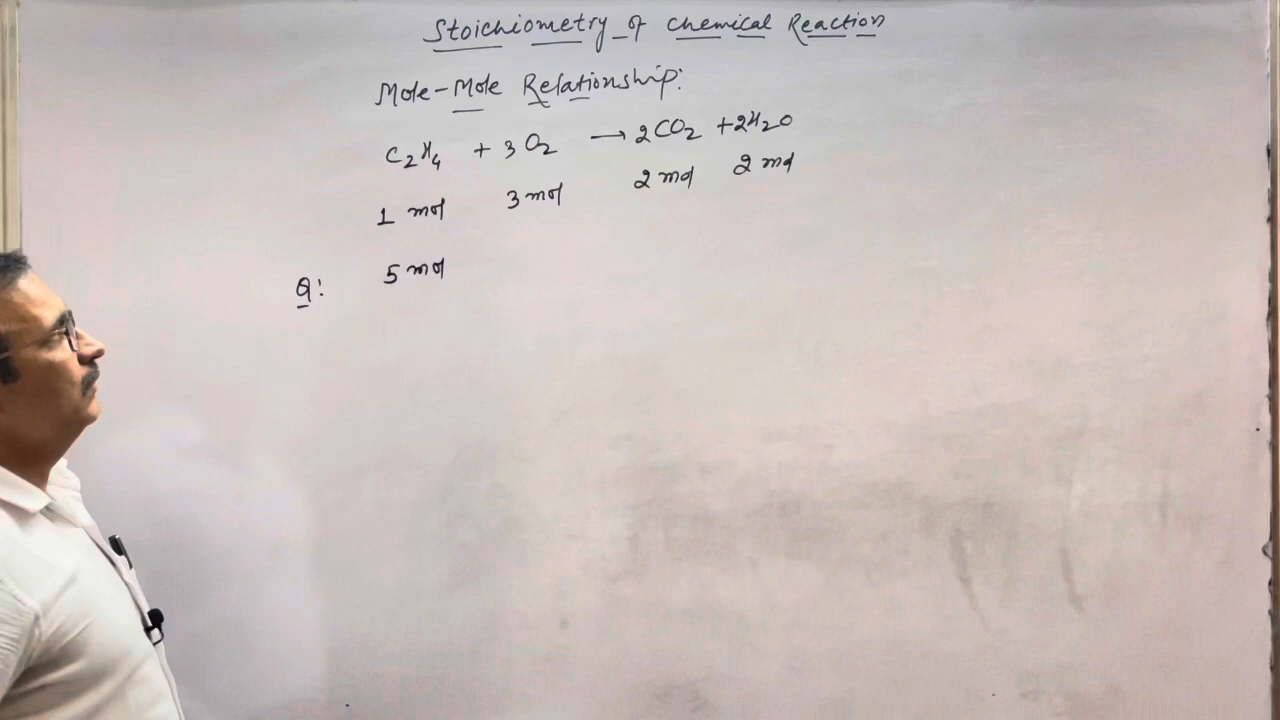 Stoichiometry of Chemical Reaction
Mole-Mole Relationship:
C₂H₄ + 3O₂ → 2CO₂ + 2H₂O
1 mol 3 mol 2 mol 2 mol
Q: 5 mol